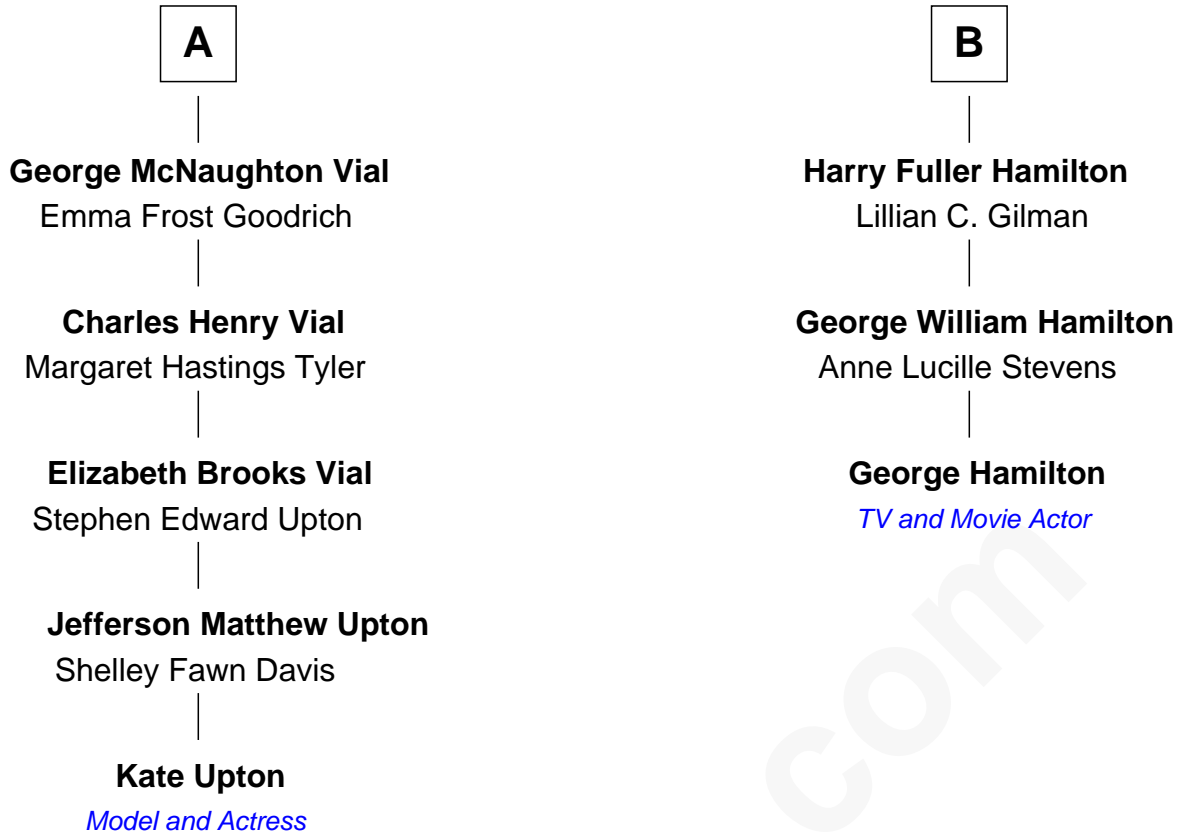 A
George McNaughton Vial
Emma Frost Goodrich
Charles Henry Vial
Margaret Hastings Tyler
Elizabeth Brooks Vial
Stephen Edward Upton
Jefferson Matthew Upton
Shelley Fawn Davis
Kate Upton
Model and Actress
B
Harry Fuller Hamilton
Lillian C. Gilman
George William Hamilton
Anne Lucille Stevens
George Hamilton
TV and Movie Actor
com